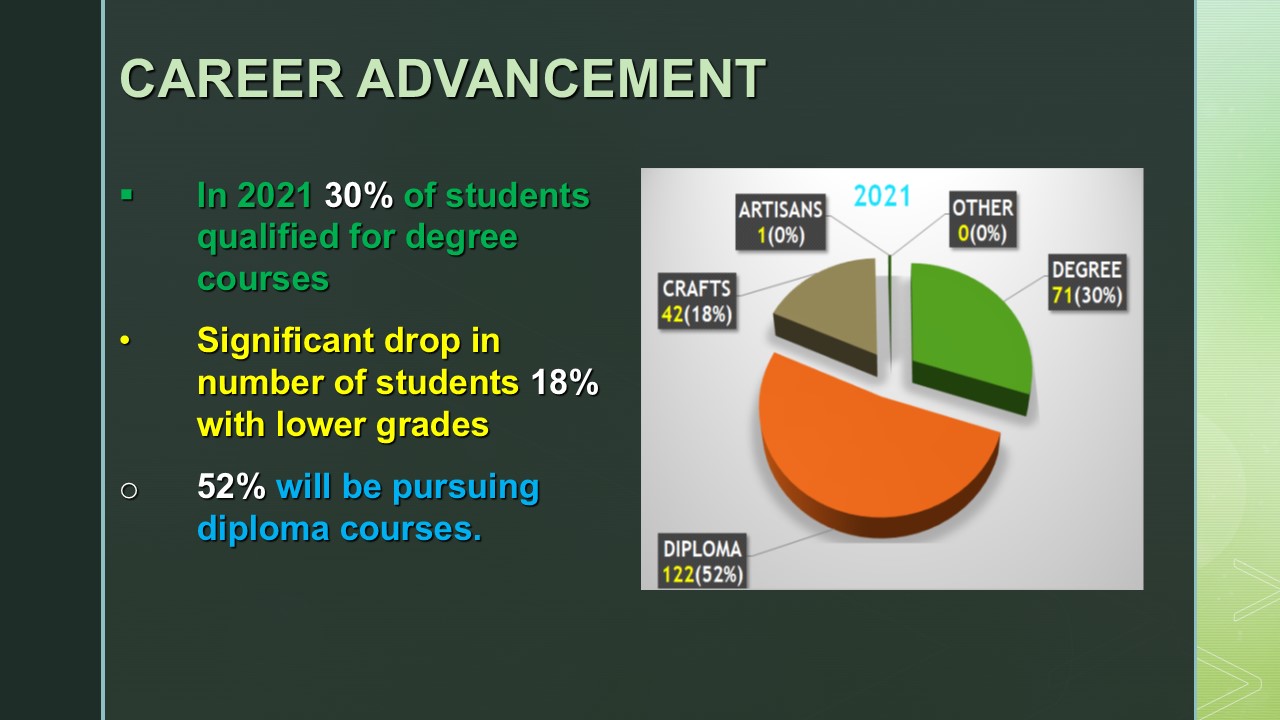 CAREER ADVANCEMENT
▪ In 2021 30% of students
qualified for degree
courses
• Significant drop in
number of students 18%
with lower grades
o 52% will be pursuing
diploma courses.
2021
ARTISANS
1(0%)
OTHER
0(0%)
DEGREE
71(30%)
CRAFTS
42(18%)
DIPLOMA
122(52%)